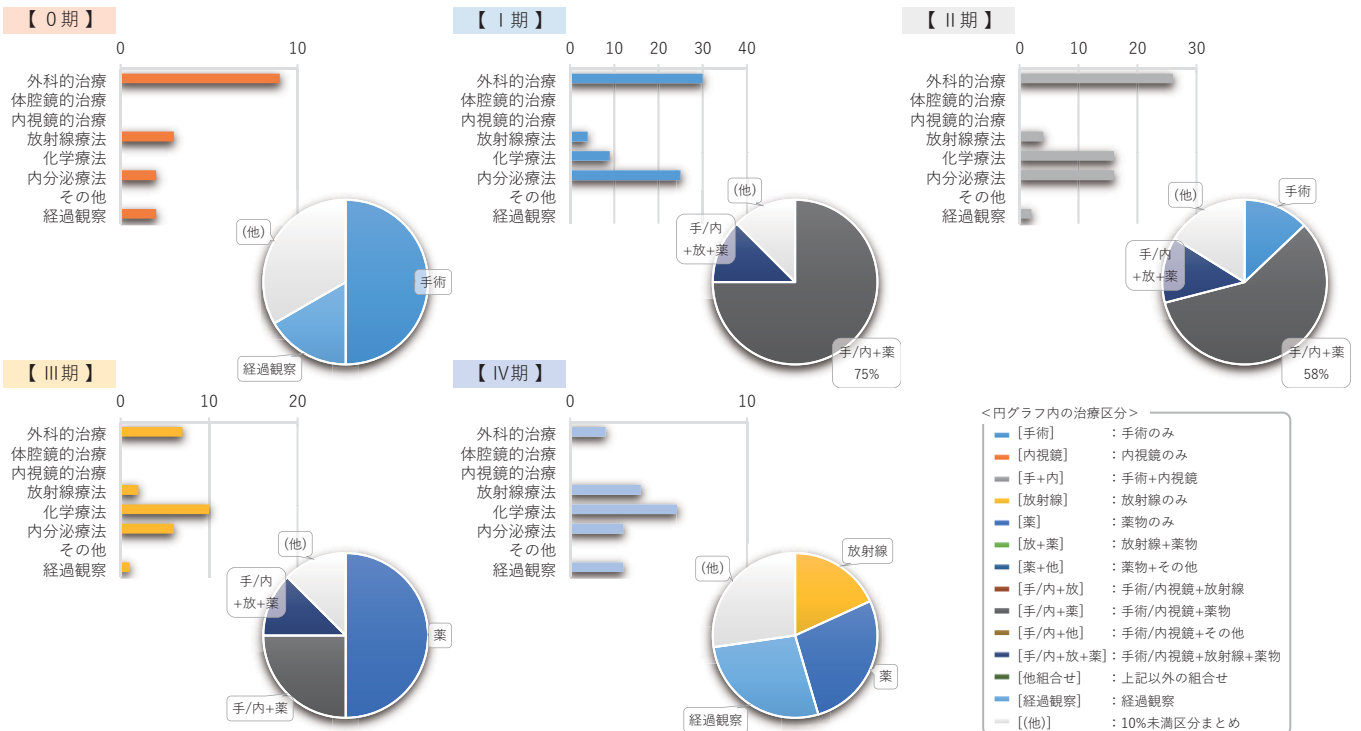 【 0期 】
0 10
外科的治療
体腔鏡的治療
内視鏡的治療
放射線療法
化学療法
内分泌療法
その他
経過観察
(他)
手術
経過観察
【 I期 】
0 10 20 30 40
外科的治療
体腔鏡的治療
内視鏡的治療
放射線療法
化学療法
内分泌療法
その他
経過観察
(他)
手/内
+放+薬
手/内+薬
75%
【 II期 】
0 10 20 30
外科的治療
体腔鏡的治療
内視鏡的治療
放射線療法
化学療法
内分泌療法
その他
経過観察
(他)
手術
手/内
+放+薬
手/内+薬
58%
【 III期 】
0 10 20
外科的治療
体腔鏡的治療
内視鏡的治療
放射線療法
化学療法
内分泌療法
その他
経過観察
(他)
手/内
+放+薬
薬
手/内+薬
【 IV期 】
0 10
外科的治療
体腔鏡的治療
内視鏡的治療
放射線療法
化学療法
内分泌療法
その他
経過観察
(他)
放射線
薬
経過観察
<円グラフ内の治療区分>
[手術] ：手術のみ
[内視鏡] ：内視鏡のみ
[手+内] ：手術+内視鏡
[放射線] ：放射線のみ
[薬] ：薬物のみ
[放+薬] ：放射線+薬物
[薬+他] ：薬物+その他
[手/内+放] ：手術/内視鏡+放射線
[手/内+薬] ：手術/内視鏡+薬物
[手/内+他] ：手術/内視鏡+その他
[手/内+放+薬] ：手術/内視鏡+放射線+薬物
[他組合せ] ：上記以外の組合せ
[経過観察] ：経過観察
[(他)] ：10%未満区分まとめ